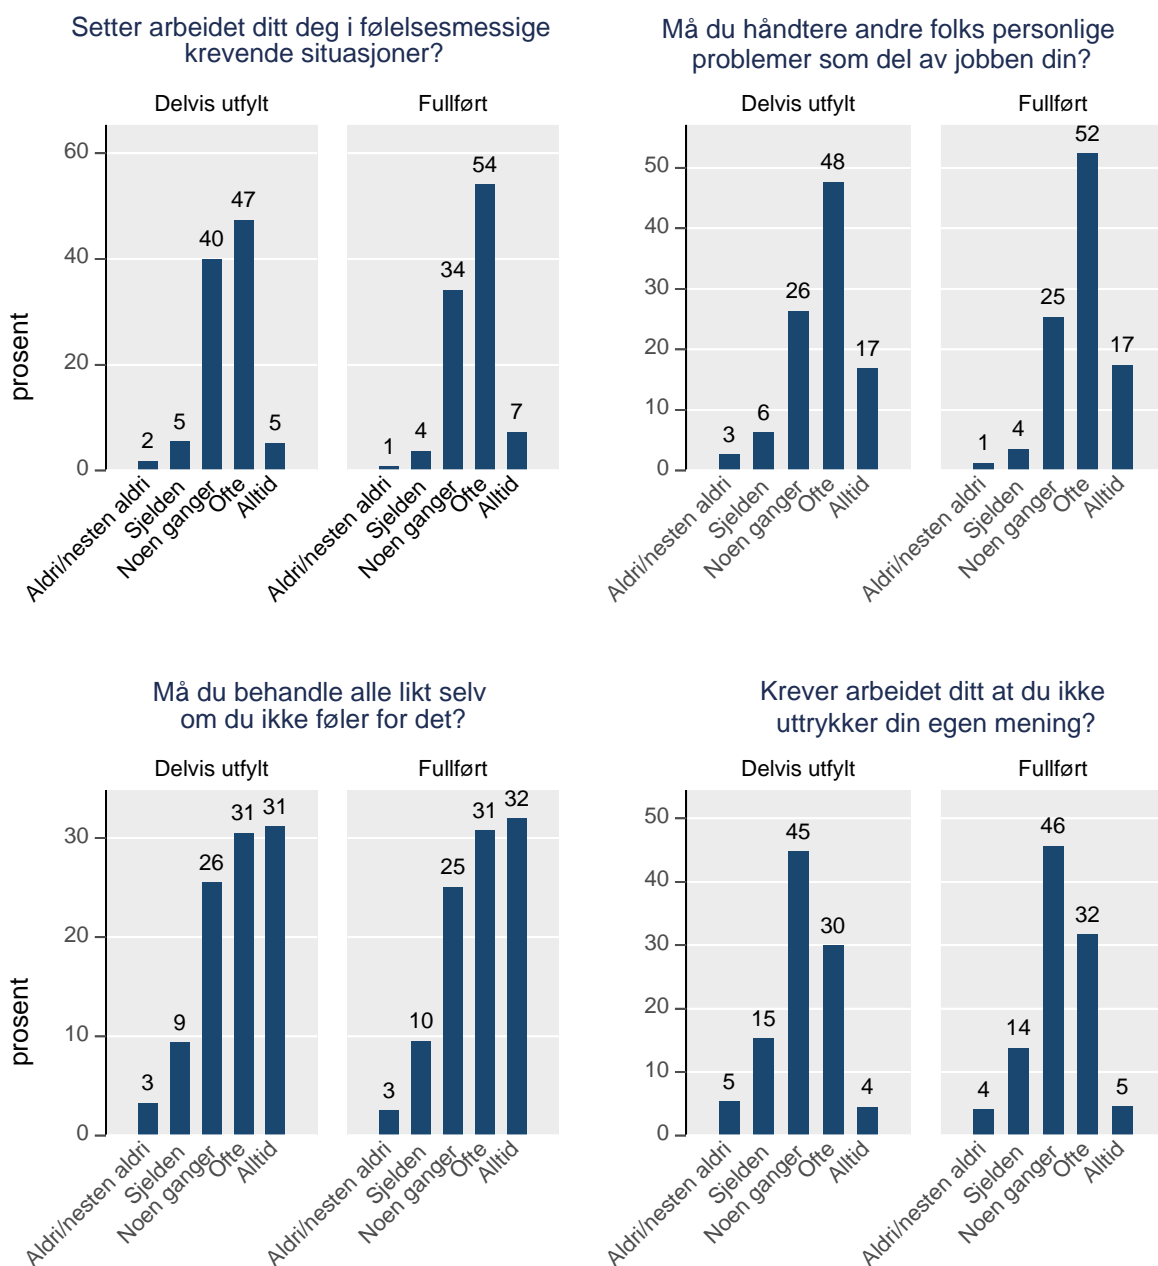 Setter arbeidet ditt deg i følelsesmessige
krevende situasjoner?
Delvis utfylt
Fullført
prosent
60
40
20
0
2
5
40
47
5
1
4
34
54
7
Aldri/nesten aldri
Sjelden
Noen ganger
Ofte
Alltid
Aldri/nesten aldri
Sjelden
Noen ganger
Ofte
Alltid
Må du håndtere andre folks personlige
problemer som del av jobben din?
Delvis utfylt
Fullført
50
40
30
20
10
0
3
6
26
48
17
1
4
25
52
17
Aldri/nesten aldri
Sjelden
Noen ganger
Ofte
Alltid
Aldri/nesten aldri
Sjelden
Noen ganger
Ofte
Alltid
Må du behandle alle likt selv
om du ikke føler for det?
Delvis utfylt
Fullført
prosent
30
20
10
0
3
9
26
31
31
3
10
25
31
32
Aldri/nesten aldri
Sjelden
Noen ganger
Ofte
Alltid
Aldri/nesten aldri
Sjelden
Noen ganger
Ofte
Alltid
Krever arbeidet ditt at du ikke
uttrykker din egen mening?
Delvis utfylt
Fullført
50
40
30
20
10
0
5
15
45
30
4
4
14
46
32
5
Aldri/nesten aldri
Sjelden
Noen ganger
Ofte
Alltid
Aldri/nesten aldri
Sjelden
Noen ganger
Ofte
Alltid